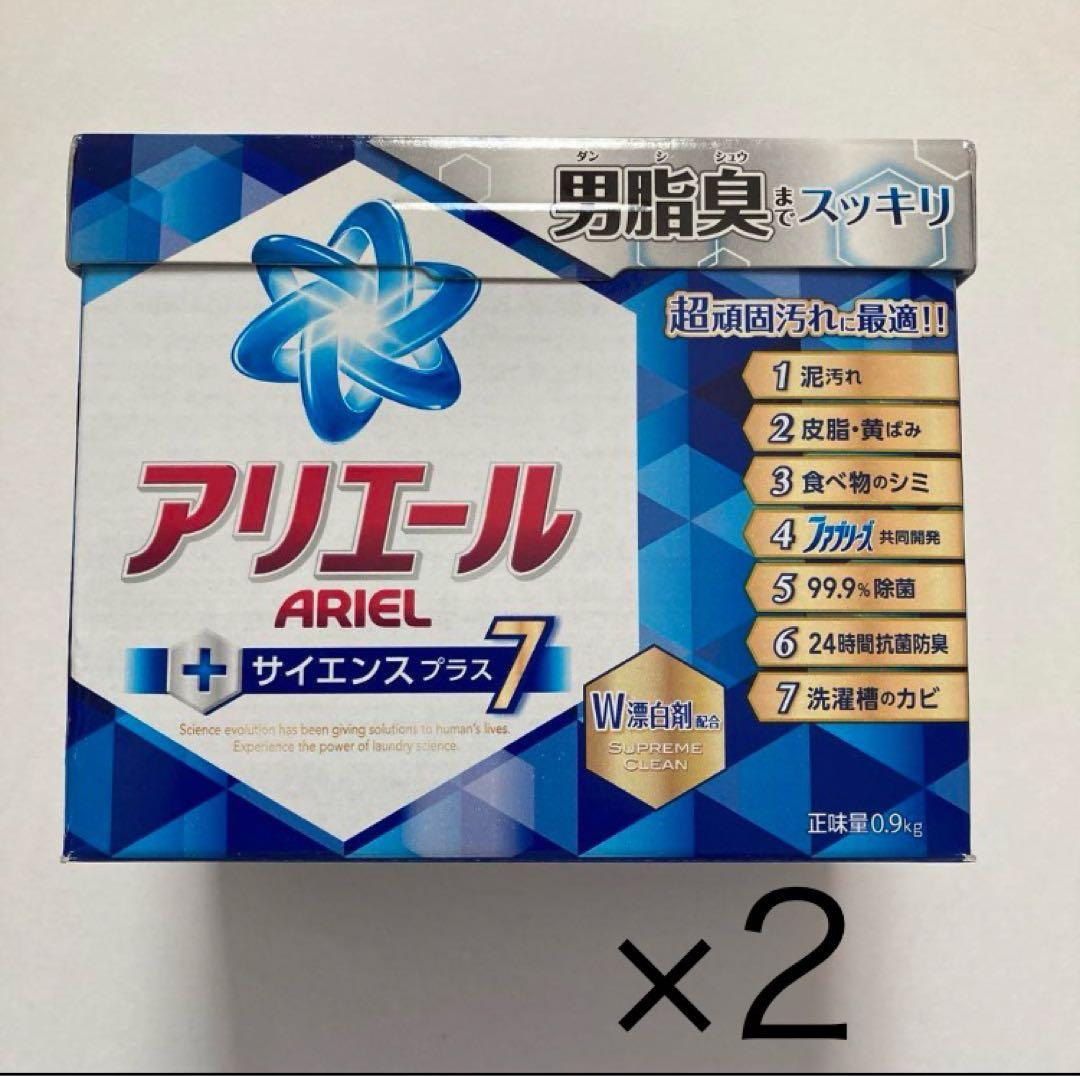 ダンシシュウ
男脂臭までスッキリ
超頑固汚れに最適!!
1 泥汚れ
2 皮脂・黄ばみ
3 食べ物のシミ
4 ファブリーズ 共同開発
5 99.9%除菌
6 24時間抗菌防臭
7 洗濯槽のカビ
アリエール
ARIEL
+ サイエンスプラス7
Science evolution has been giving solutions to human's lives.
Experience the power of laundry science.
W漂白剤配合
SUPREME
CLEAN
正味量0.9kg
×2